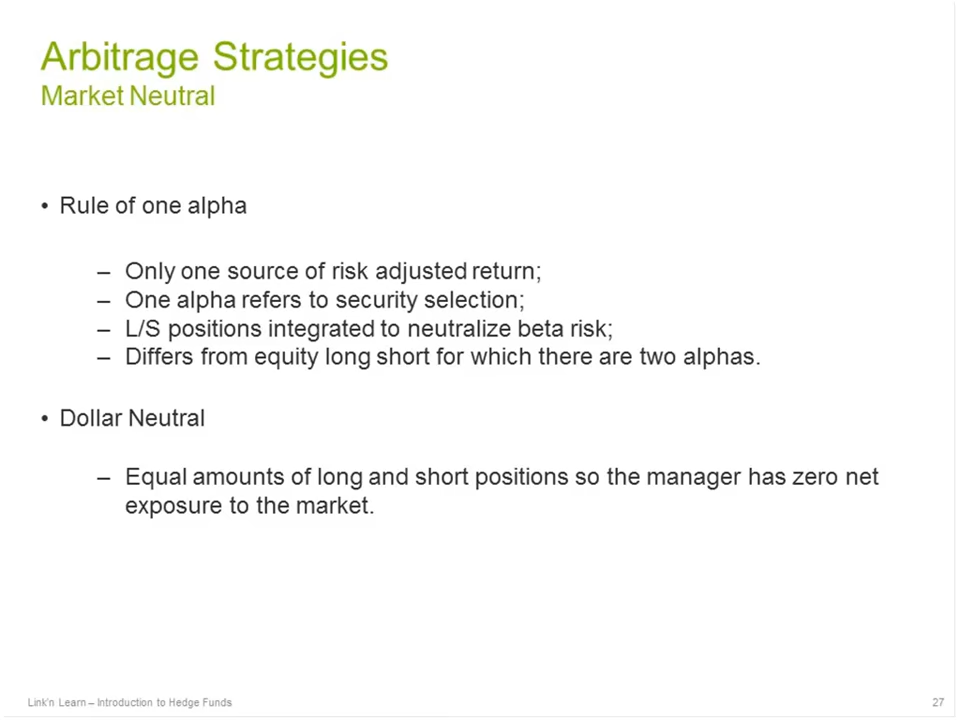 Arbitrage Strategies
Market Neutral
• Rule of one alpha
– Only one source of risk adjusted return;
– One alpha refers to security selection;
– L/S positions integrated to neutralize beta risk;
– Differs from equity long short for which there are two alphas.
• Dollar Neutral
– Equal amounts of long and short positions so the manager has zero net
exposure to the market.
Link'n Learn – Introduction to Hedge Funds
27